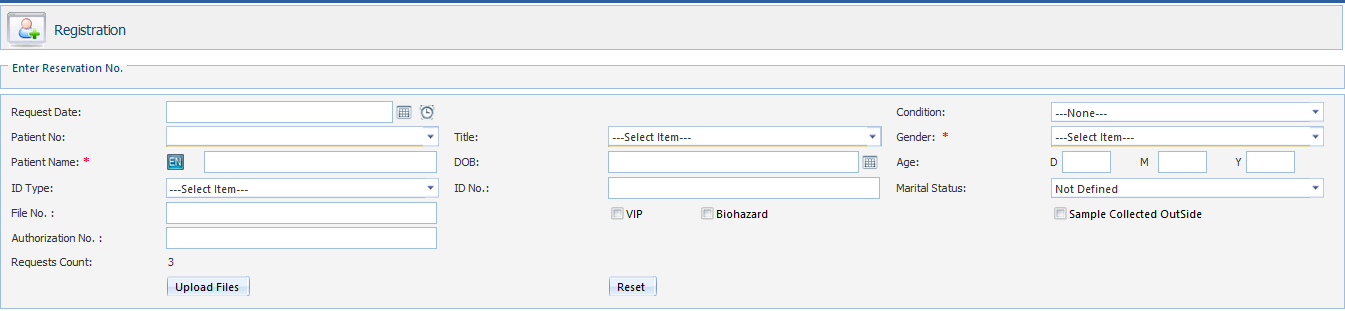 Registration
Enter Reservation No.
Request Date: Condition: ---None---
Patient No: Title: ---Select Item--- Gender: * ---Select Item---
Patient Name: * EN DOB: Age: D M Y
ID Type: ---Select Item--- ID No.: Marital Status: Not Defined
File No. : VIP Biohazard Sample Collected OutSide
Authorization No. :
Requests Count: 3
Upload Files Reset